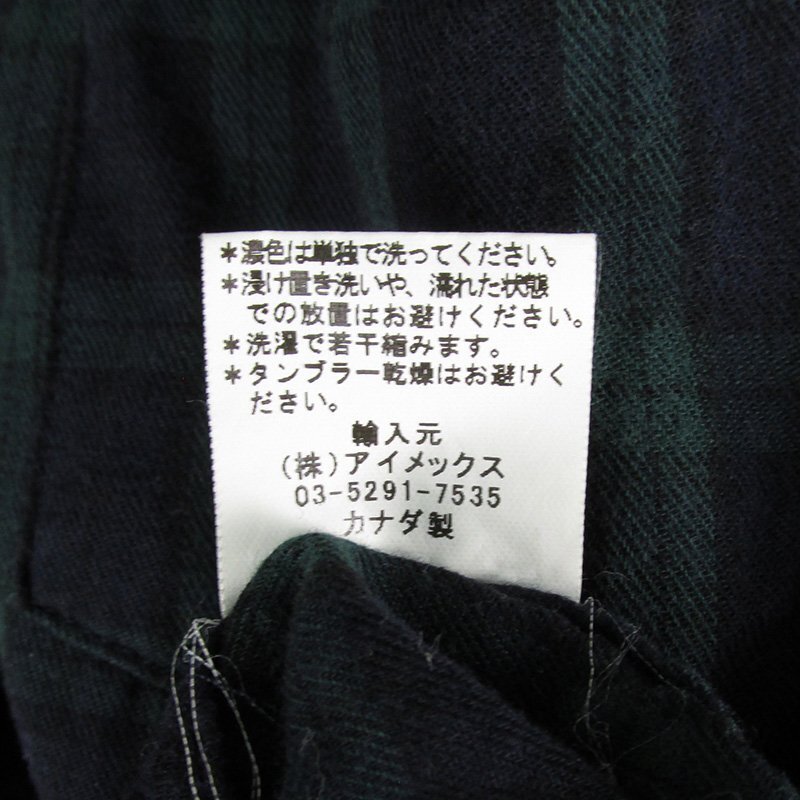 *濃色は単独で洗ってください。
*浸け置き洗いや、濡れた状態
での放置はお避けください。
*洗濯で若干縮みます。
*タンブラー乾燥はお避けく
ださい。
輸入元
(株)アイメックス
03-5291-7535
カナダ製